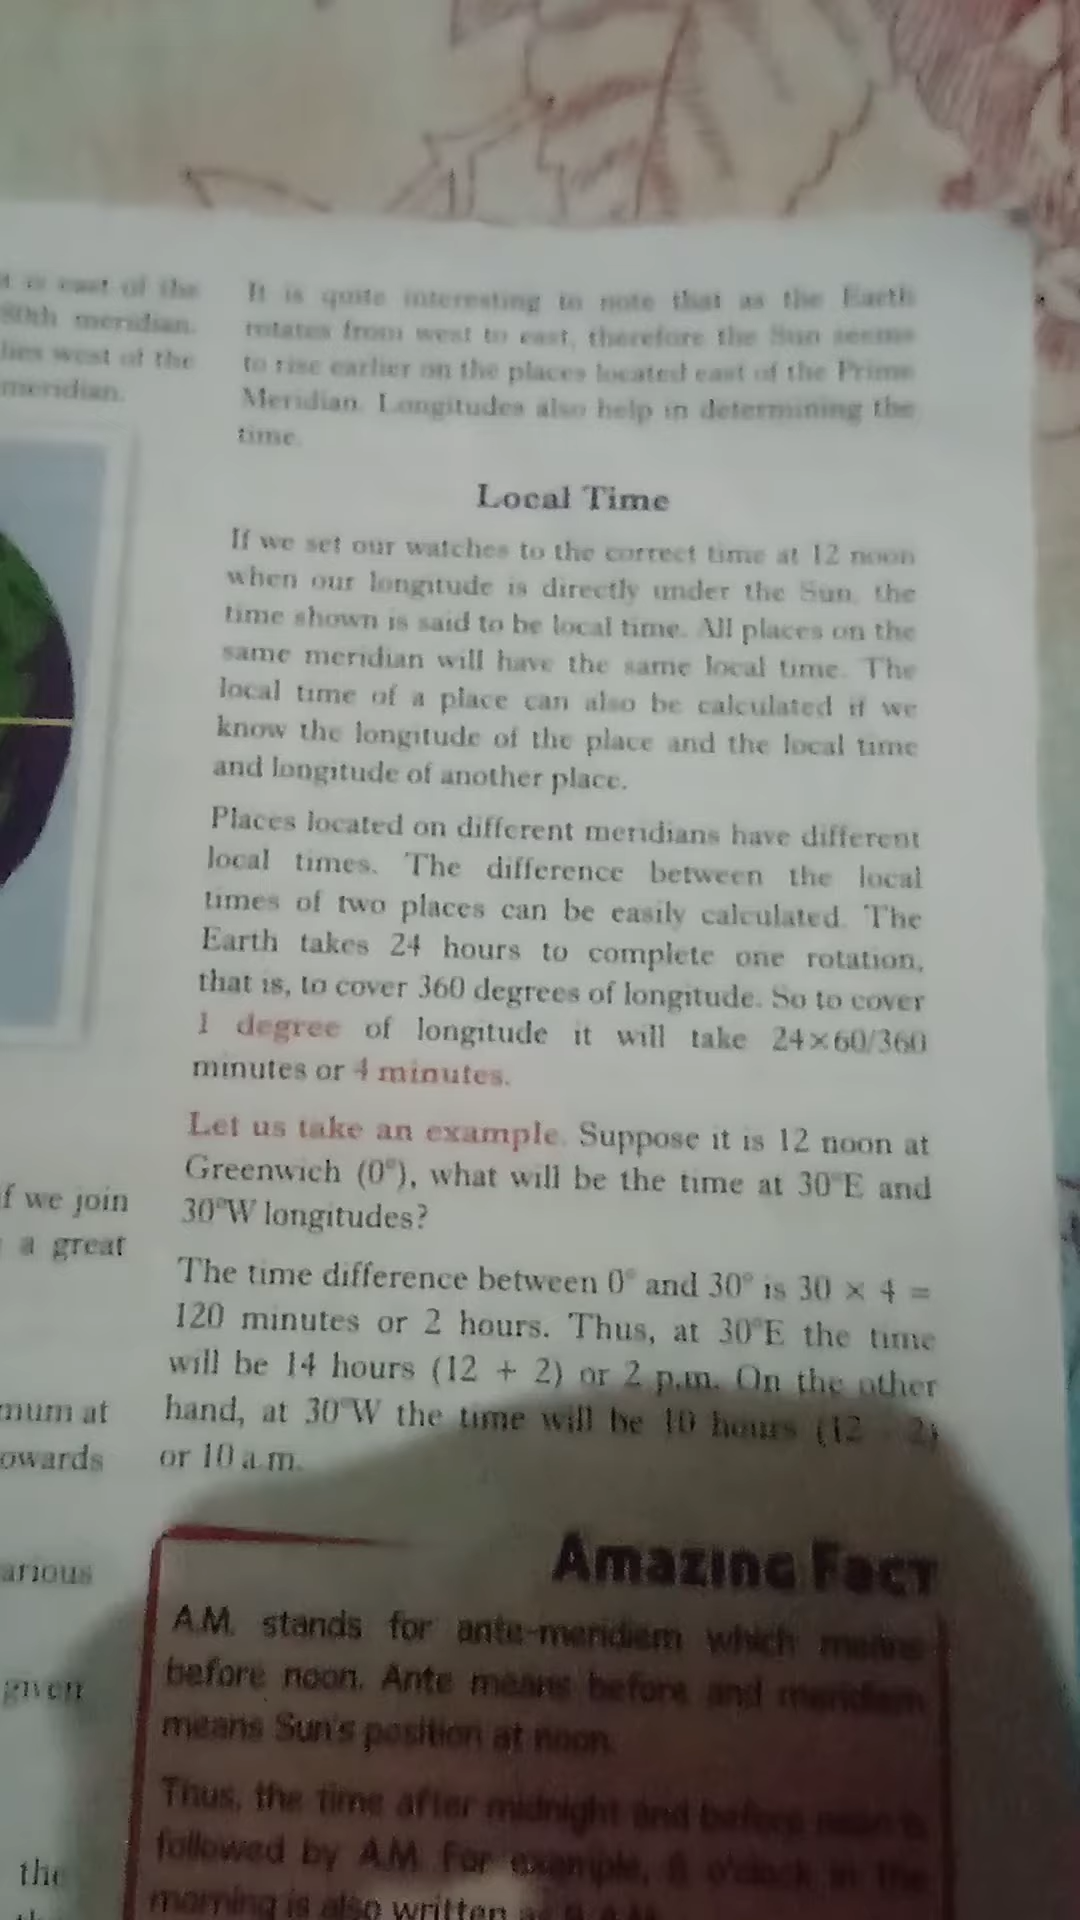 t is east of the
80th meridian.
lies west of the
meridian.
f we join
a great
mum at
owards
arious
given
the
It is quite interesting to note that as the Earth
rotates from west to east, therefore the Sun seems
to rise earlier on the places located east of the Prime
Meridian. Longitudes also help in determining the
time.
Local Time
If we set our watches to the correct time at 12 noon
when our longitude is directly under the Sun, the
time shown is said to be local time. All places on the
same meridian will have the same local time. The
local time of a place can also be calculated if we
know the longitude of the place and the local time
and longitude of another place.
Places located on different meridians have different
local times. The difference between the local
times of two places can be easily calculated. The
Earth takes 24 hours to complete one rotation,
that is, to cover 360 degrees of longitude. So to cover
1 degree of longitude it will take 24×60/360
minutes or 4 minutes.
Let us take an example. Suppose it is 12 noon at
Greenwich (0°), what will be the time at 30°E and
30°W longitudes?
The time difference between 0° and 30° is 30 × 4 =
120 minutes or 2 hours. Thus, at 30°E the time
will be 14 hours (12 + 2) or 2 p.m. On the other
hand, at 30°W the time will be 10 hours (12 - 2)
or 10 a.m.
Amazing Fact
A.M. stands for ante-meridiem which means
before noon. Ante means before and meridiem
means Sun's position at noon.
Thus, the time after midnight and before noon is
followed by A.M. For example, 6 o'clock in the
morning is also written as